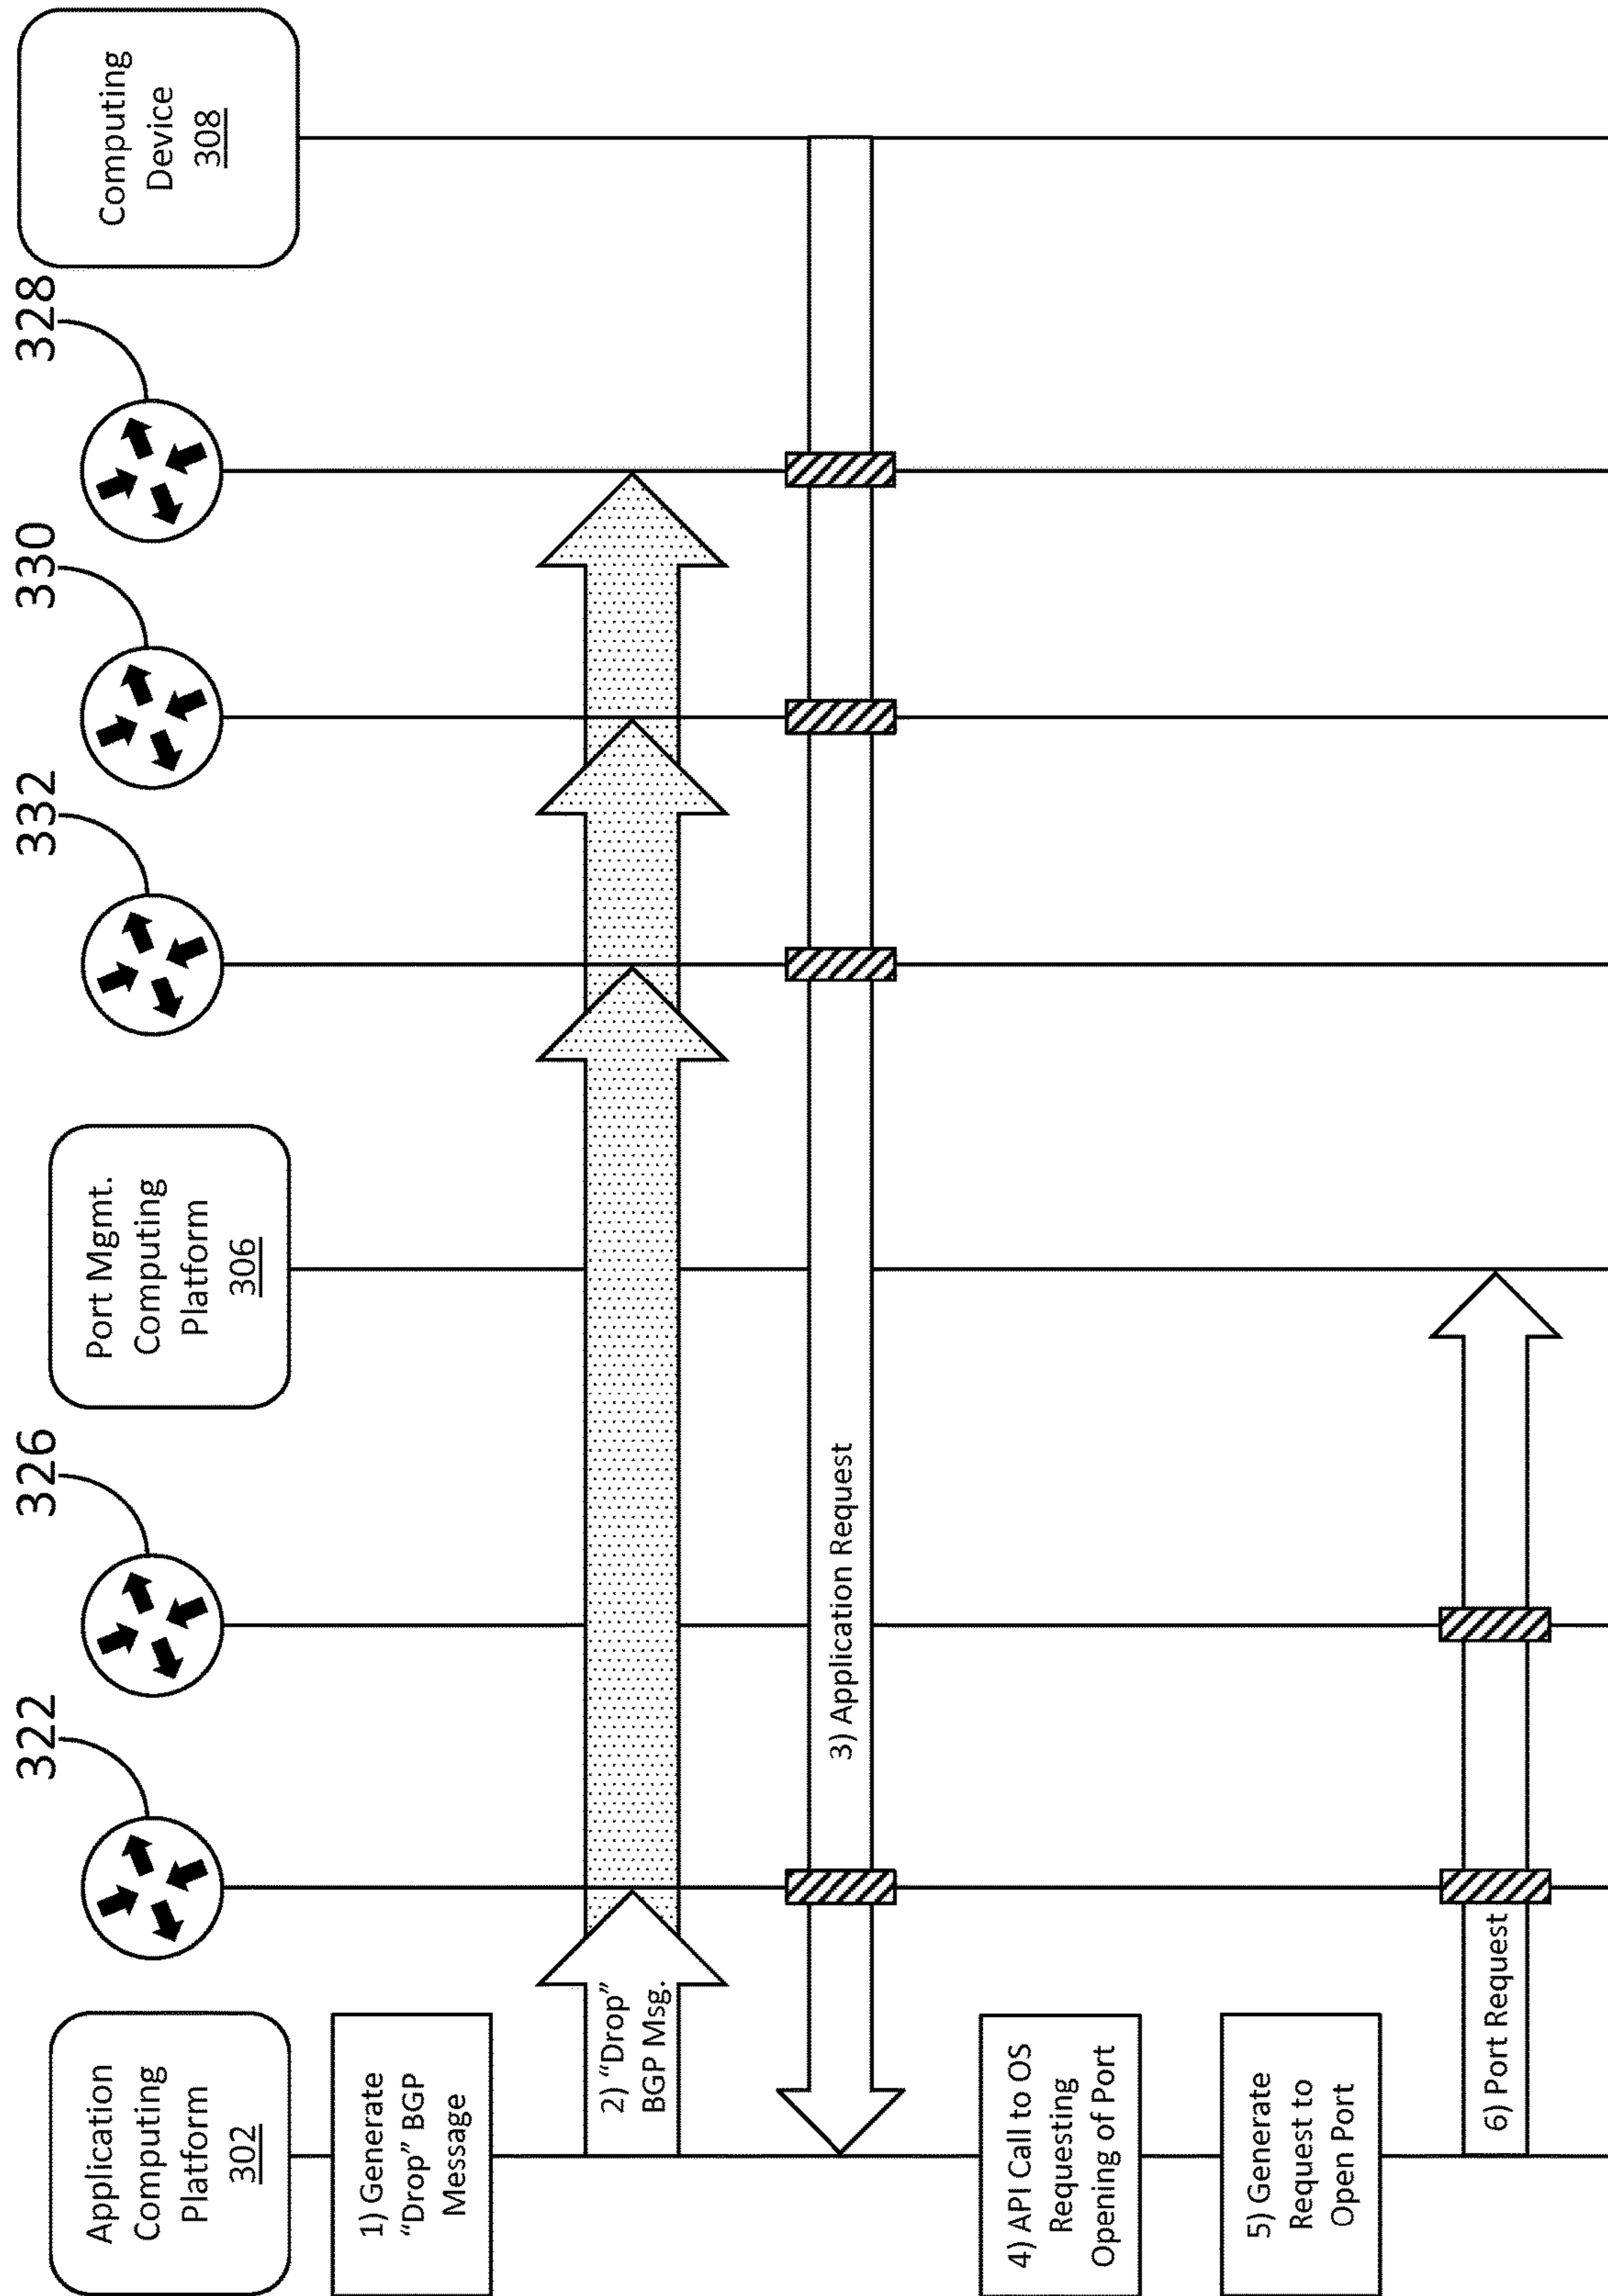 Application
Computing
Platform
302
322
326
Port Mgmt.
Computing
Platform
306
332
330
328
Computing
Device
308
1) Generate
“Drop” BGP
Message
2) “Drop”
BGP Msg.
3) Application Request
4) API Call to OS
Requesting
Opening of Port
5) Generate
Request to
Open Port
6) Port Request